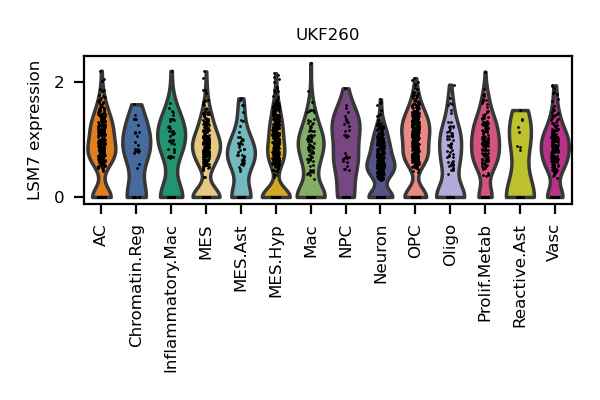 UKF260
LSM7 expression
2
0
AC
Chromatin.Reg
Inflammatory.Mac
MES
MES.Ast
MES.Hyp
Mac
NPC
Neuron
OPC
Oligo
Prolif.Metab
Reactive.Ast
Vasc